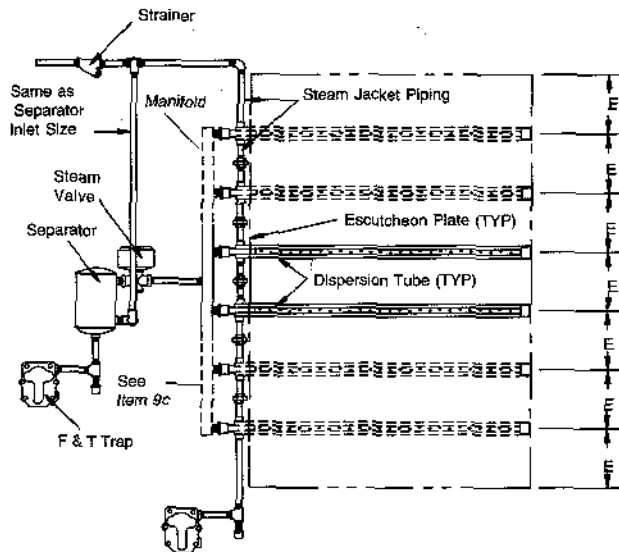 Strainer
Same as
Separator
Inlet Size
Manifold
Steam Jacket Piping
E
Steam
Valve
E
Separator
Escutcheon Plate (TYP)
E
Dispersion Tube (TYP)
E
See
Item 9c
E
F & T Trap
E
E